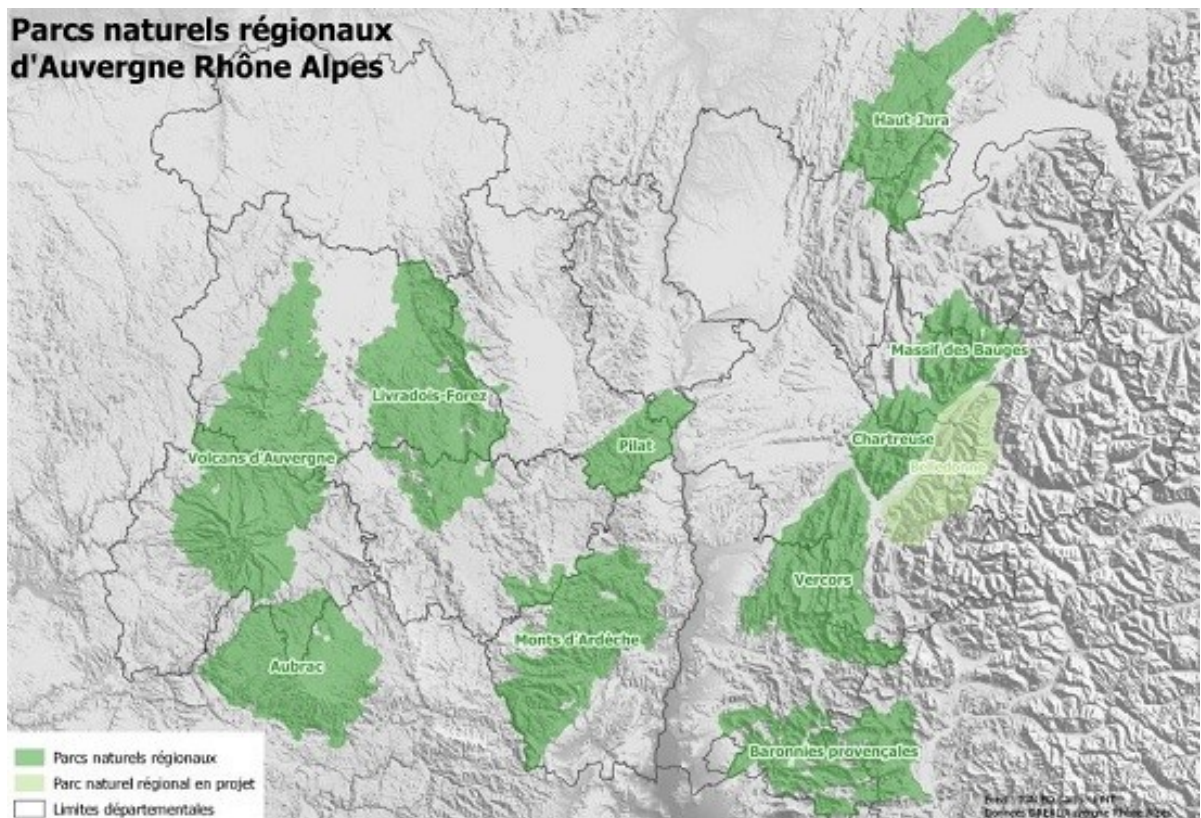 Parcs naturels régionaux
d'Auvergne Rhône Alpes
Haut-Jura
Massif des Bauges
Livradois-Forez
Chartreuse
Pilat
Volcans d'Auvergne
Belledonne
Vercors
Monts d'Ardèche
Aubrac
Baronnies provençales
Parcs naturels régionaux
Parc naturel régional en projet
Limites départementales